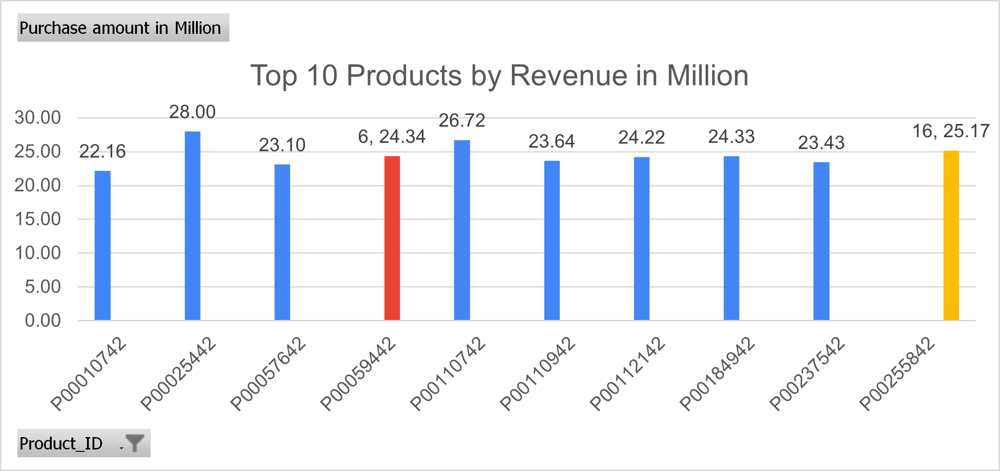 Purchase amount in Million
Top 10 Products by Revenue in Million
30.00
25.00
20.00
15.00
10.00
5.00
0.00
22.16
28.00
23.10
6, 24.34
26.72
23.64
24.22
24.33
23.43
16, 25.17
P00010742
P00025442
P00057642
P00059442
P00110742
P00110942
P00112142
P00184942
P00237542
P00255842
Product_ID